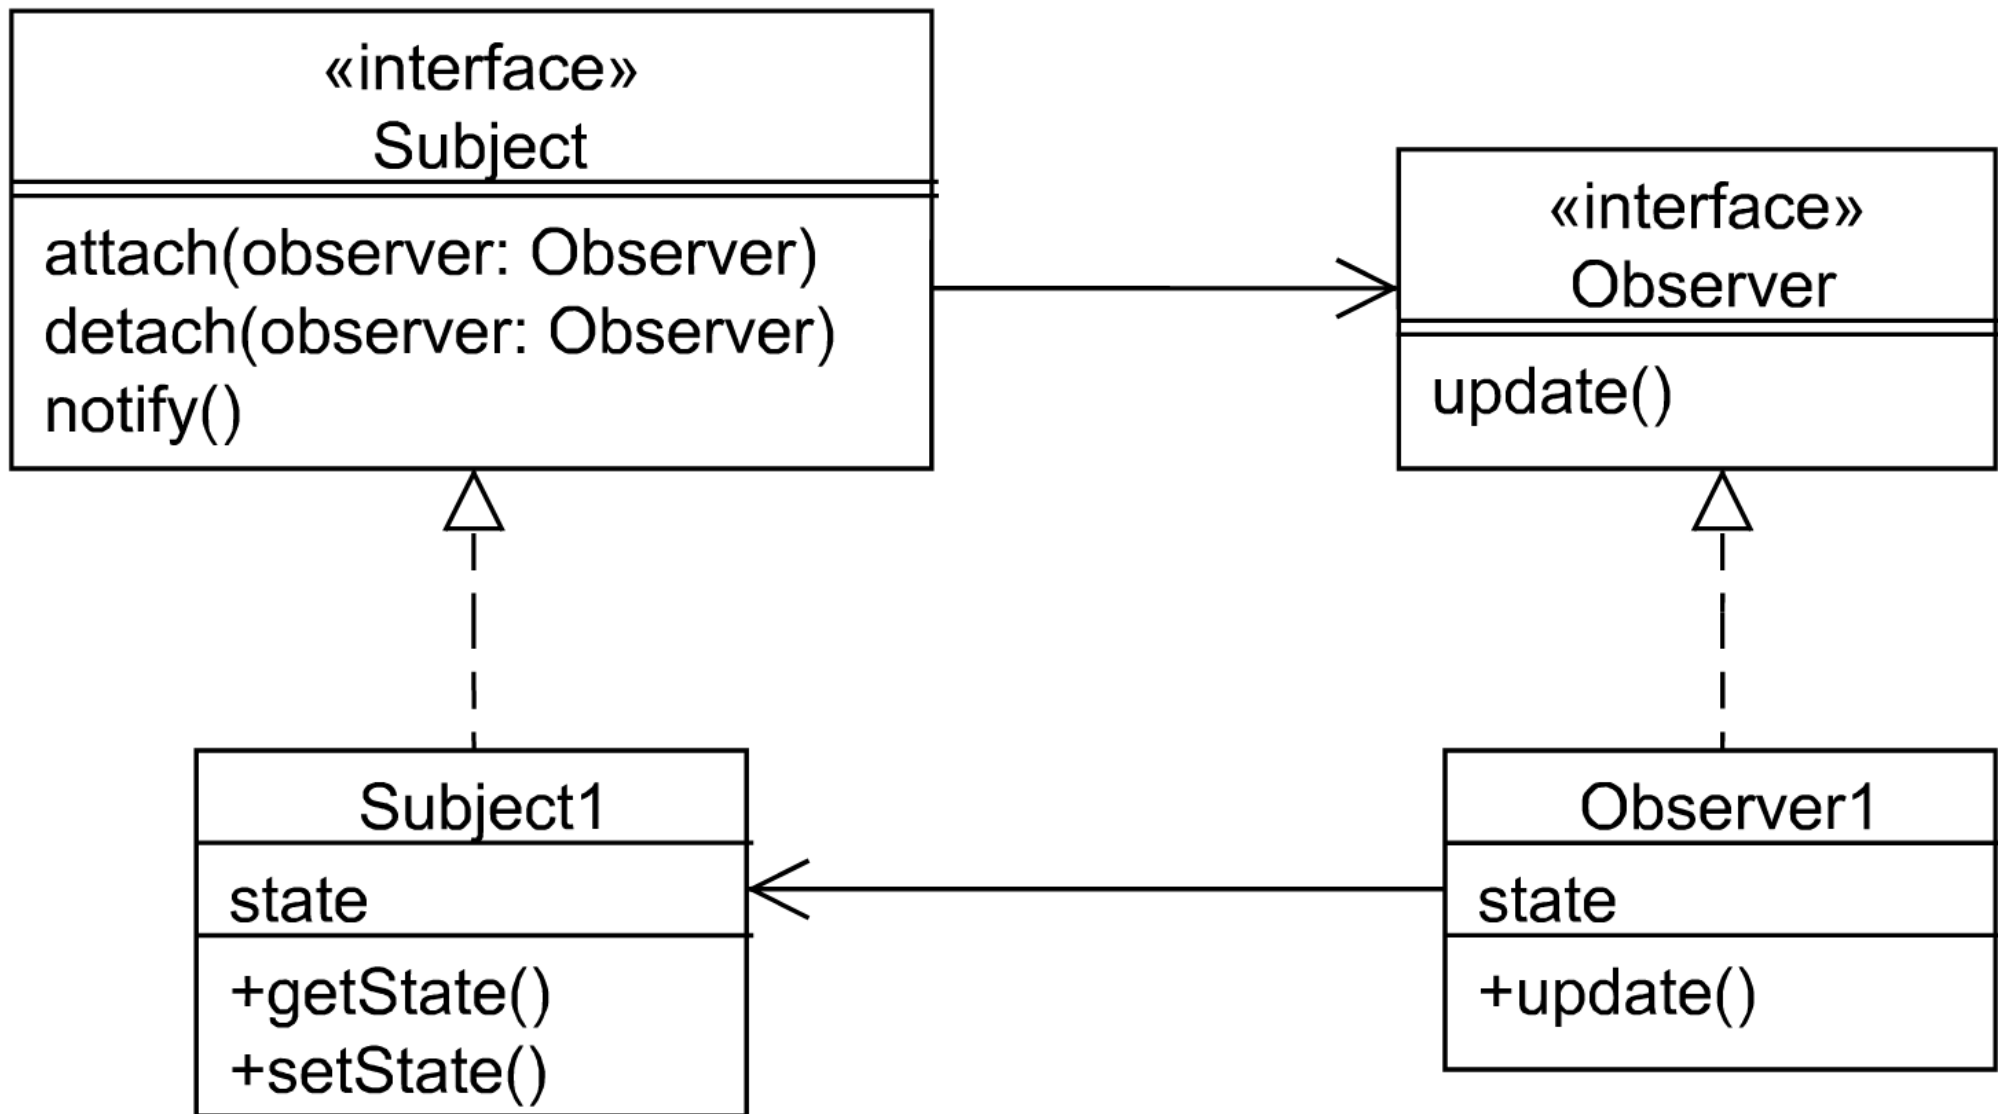 «interface»
Subject
attach(observer: Observer)
detach(observer: Observer)
notify()
«interface»
Observer
update()
Subject1
state
+getState()
+setState()
Observer1
state
+update()